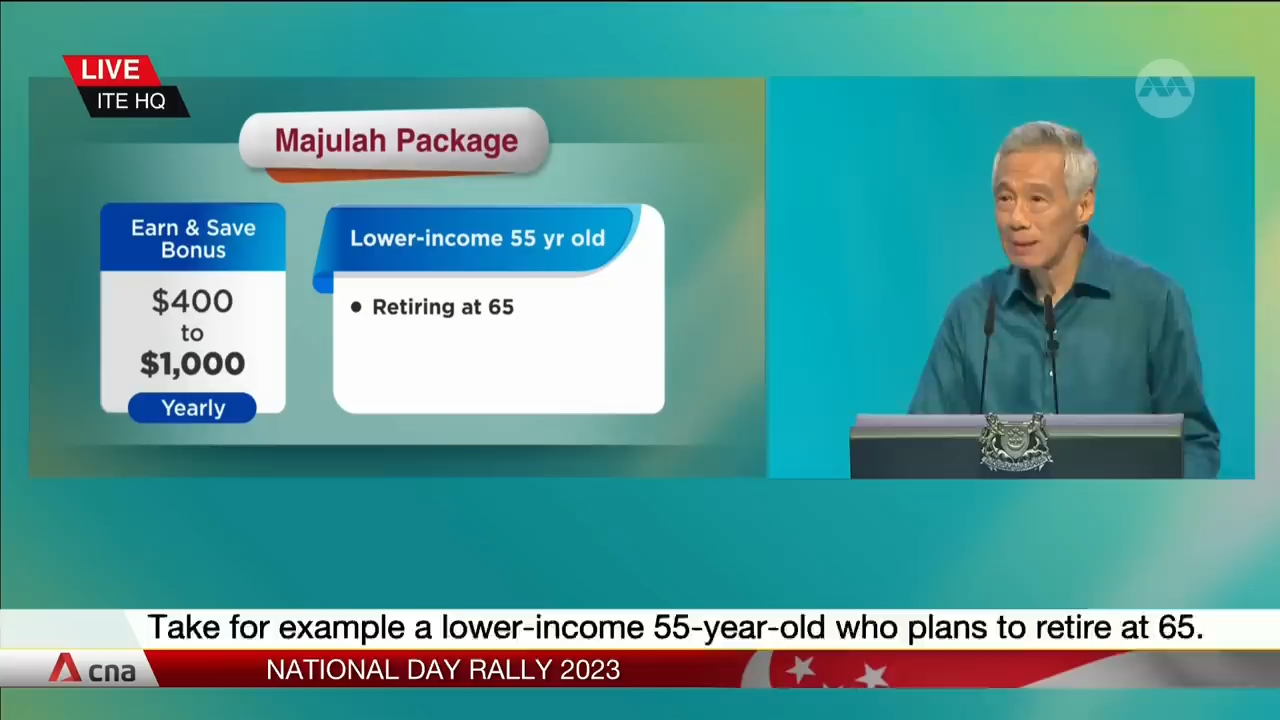 LIVE
ITE HQ
Majulah Package
Earn & Save
Bonus
$400
to
$1,000
Yearly
Lower-income 55 yr old
• Retiring at 65
Take for example a lower-income 55-year-old who plans to retire at 65.
cna
NATIONAL DAY RALLY 2023